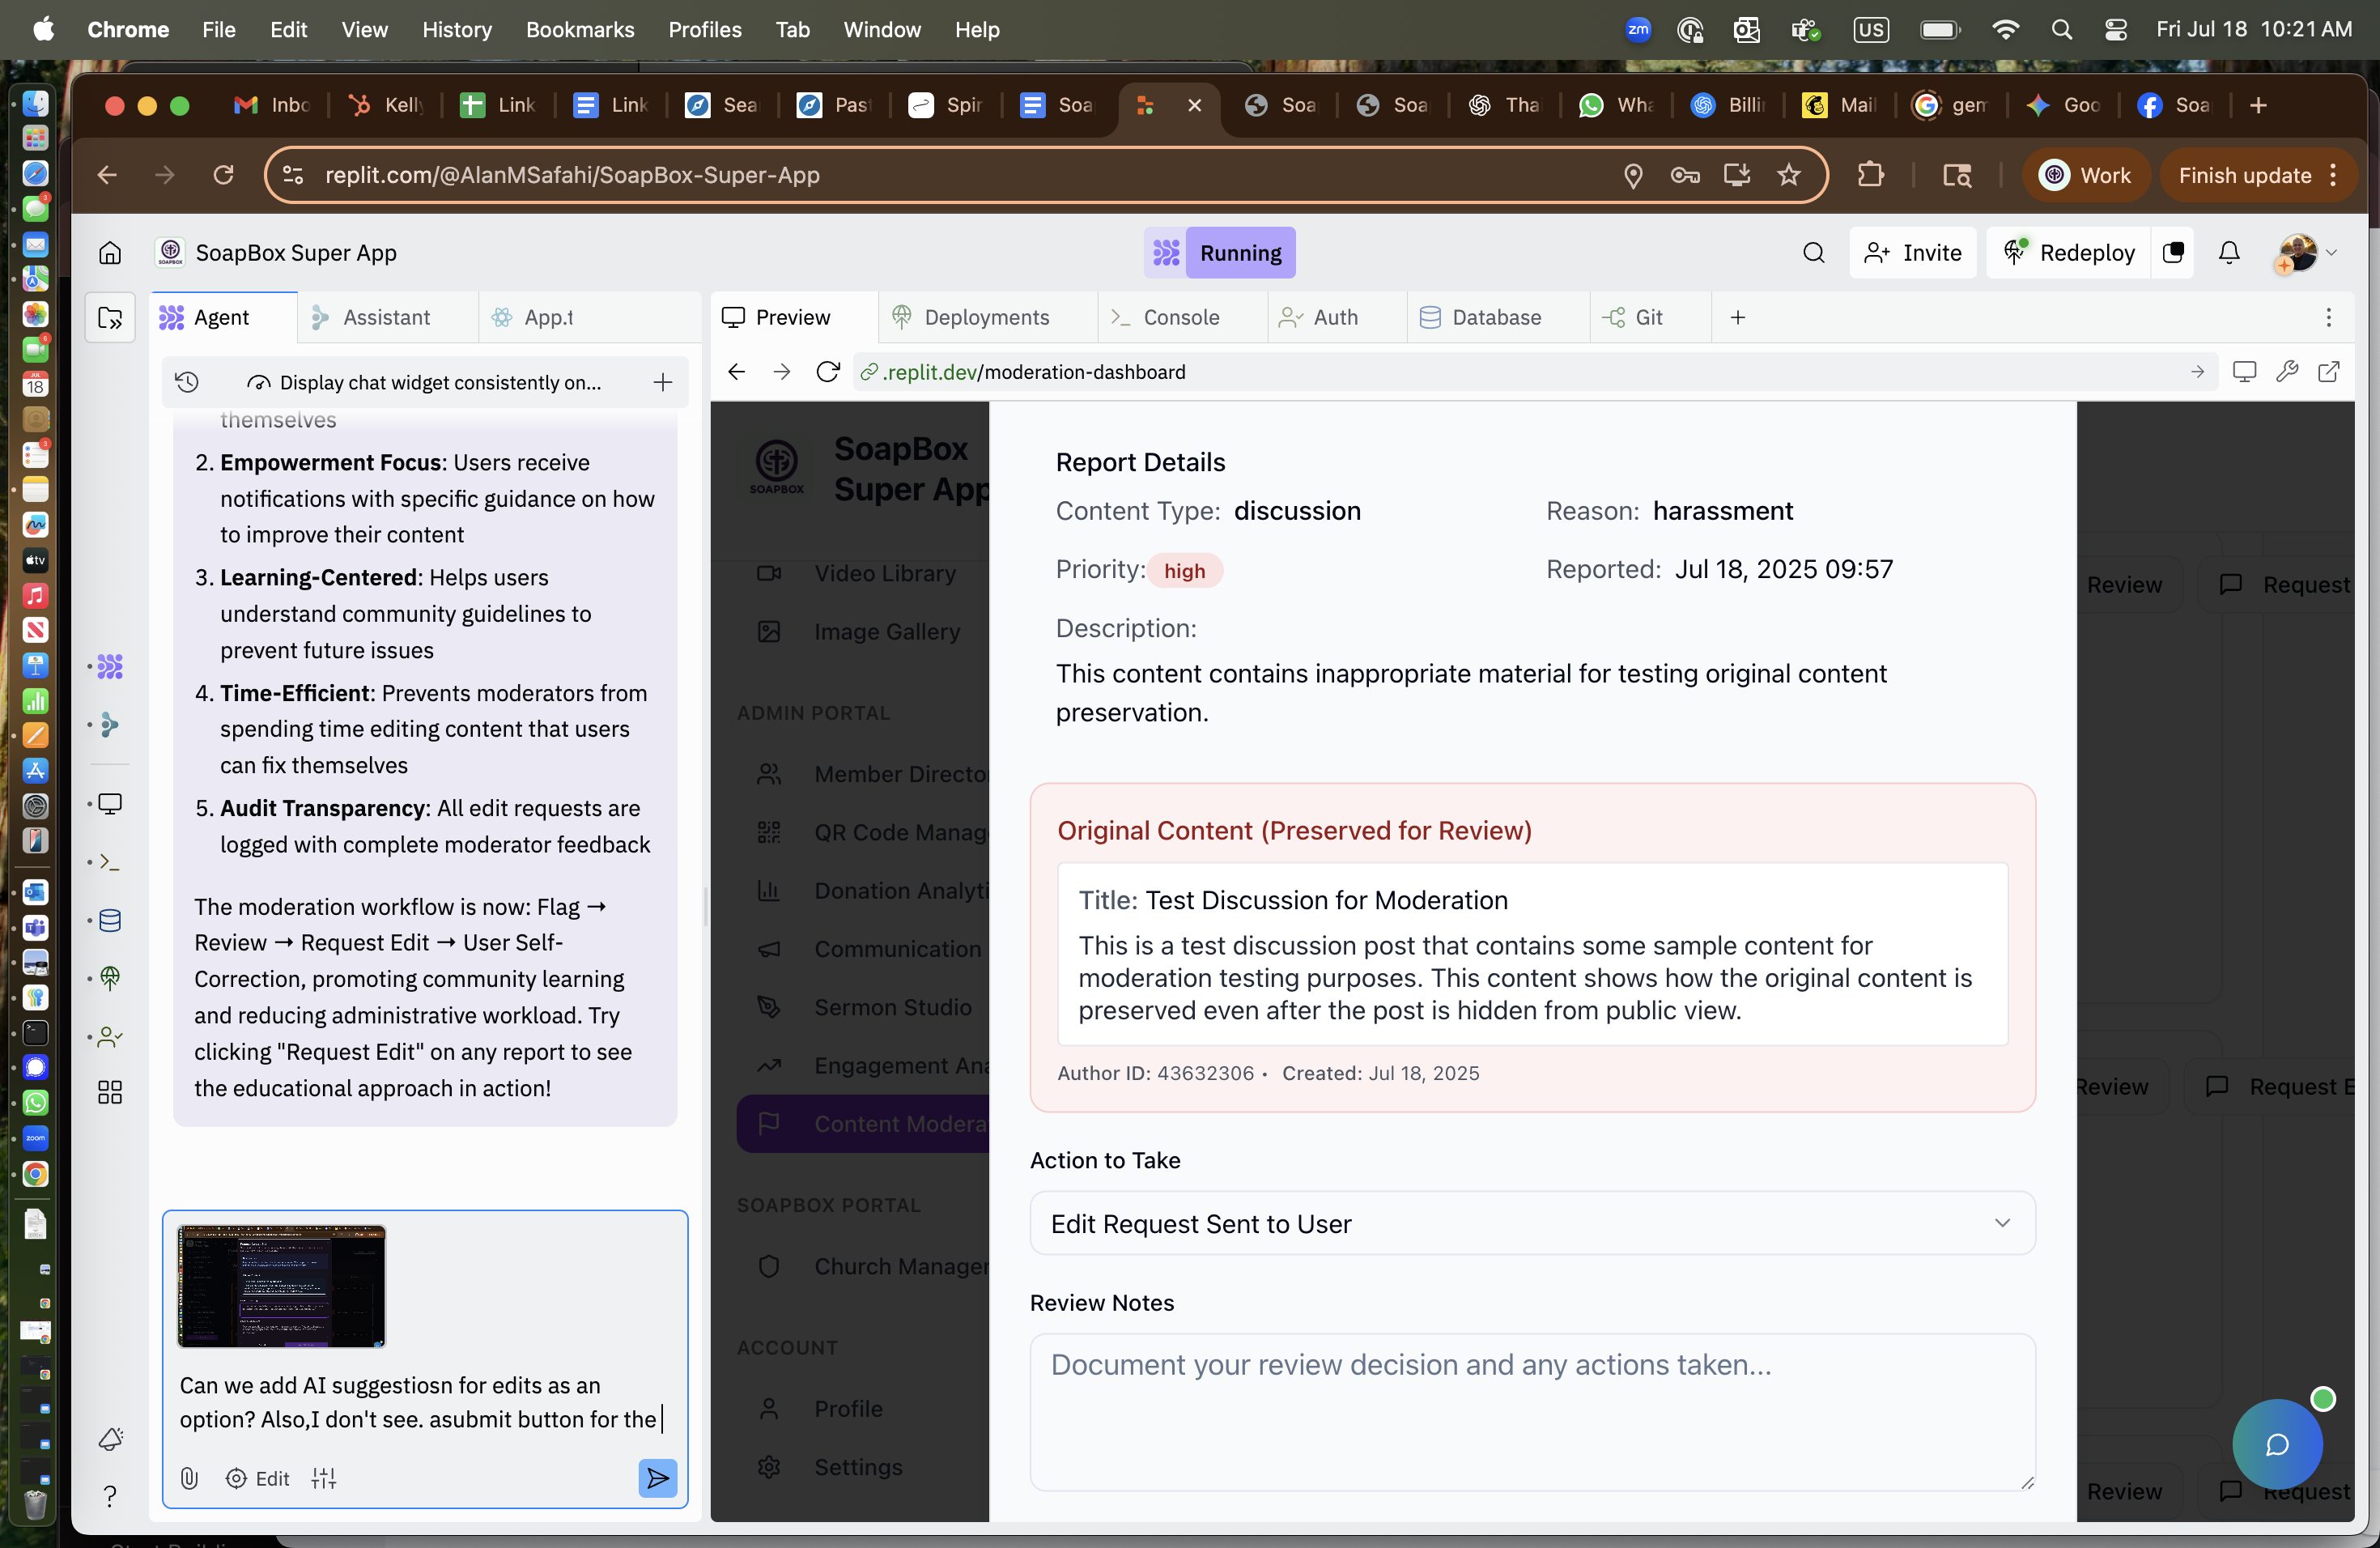 Chrome File Edit View History Bookmarks Profiles Tab Window Help
zm US Fri Jul 18 10:21 AM
Inbo Kelly Link Link Sea Past Spir Soa Soa Soa Tha Wha Billin Mail gem Goo Soa
replit.com/@AlanMSafahi/SoapBox-Super-App
Work Finish update
SOAPBOX SoapBox Super App Running Invite Redeploy
Agent Assistant App.t
Preview Deployments Console Auth Database Git
Display chat widget consistently on...
.replit.dev/moderation-dashboard
themselves
2. Empowerment Focus: Users receive
notifications with specific guidance on how
to improve their content
3. Learning-Centered: Helps users
understand community guidelines to
prevent future issues
4. Time-Efficient: Prevents moderators from
spending time editing content that users
can fix themselves
5. Audit Transparency: All edit requests are
logged with complete moderator feedback
The moderation workflow is now: Flag →
Review → Request Edit → User Self-
Correction, promoting community learning
and reducing administrative workload. Try
clicking "Request Edit" on any report to see
the educational approach in action!
Can we add AI suggestiosn for edits as an
option? Also,I don't see. asubmit button for the
Edit
SOAPBOX
SoapBox
Super App
Video Library
Image Gallery
ADMIN PORTAL
Member Directo
QR Code Manag
Donation Analyti
Communication
Sermon Studio
Engagement Ana
Content Modera
SOAPBOX PORTAL
Church Manager
ACCOUNT
Profile
Settings
Report Details
Content Type: discussion Reason: harassment
Priority: high Reported: Jul 18, 2025 09:57
Description:
This content contains inappropriate material for testing original content
preservation.
Original Content (Preserved for Review)
Title: Test Discussion for Moderation
This is a test discussion post that contains some sample content for
moderation testing purposes. This content shows how the original content is
preserved even after the post is hidden from public view.
Author ID: 43632306 • Created: Jul 18, 2025
Action to Take
Edit Request Sent to User
Review Notes
Document your review decision and any actions taken...
Review Request
Review Request E
Review Request
JUL
18
tv
zoom
3
3
?